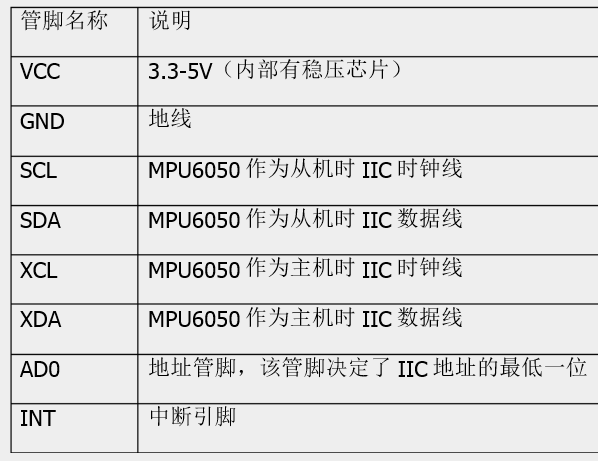 管脚名称 说明
VCC 3.3-5V（内部有稳压芯片）
GND 地线
SCL MPU6050 作为从机时 IIC 时钟线
SDA MPU6050 作为从机时 IIC 数据线
XCL MPU6050 作为主机时 IIC 时钟线
XDA MPU6050 作为主机时 IIC 数据线
AD0 地址管脚，该管脚决定了 IIC 地址的最低一位
INT 中断引脚